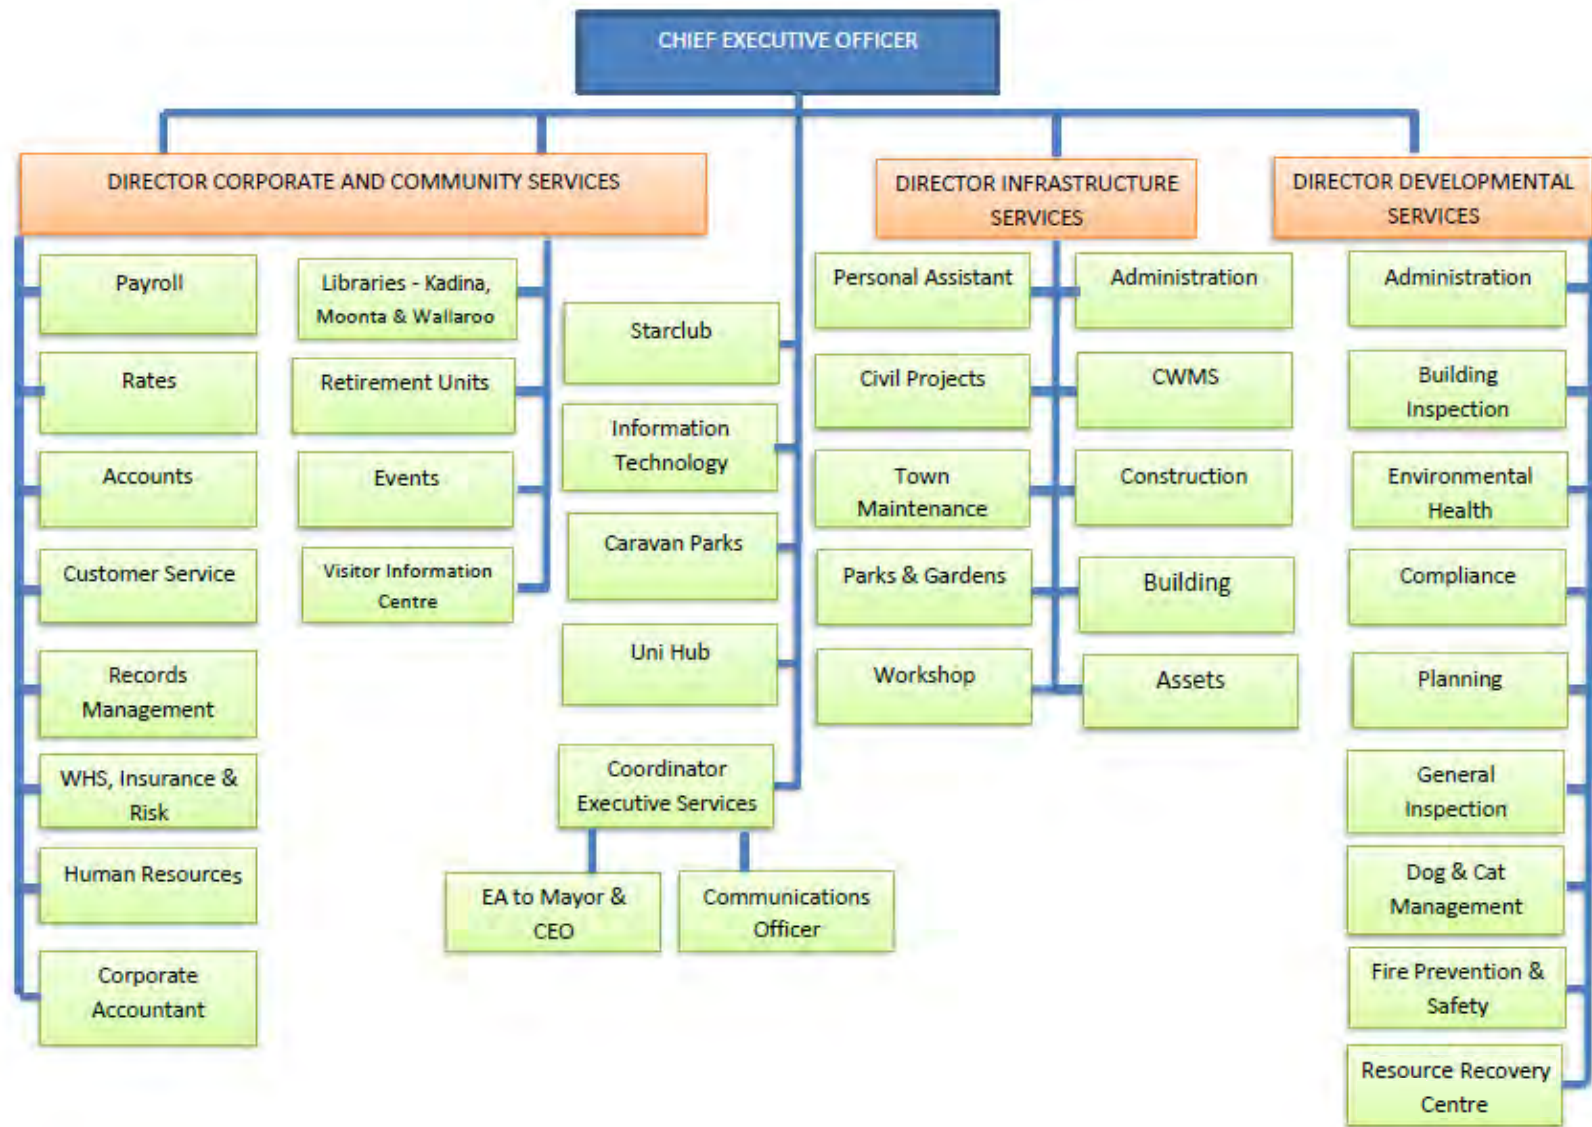 CHIEF EXECUTIVE OFFICER
DIRECTOR CORPORATE AND COMMUNITY SERVICES
DIRECTOR INFRASTRUCTURE
SERVICES
DIRECTOR DEVELOPMENTAL
SERVICES
Payroll
Rates
Accounts
Customer Service
Records
Management
WHS, Insurance &
Risk
Human Resources
Corporate
Accountant
Libraries - Kadina,
Moonta & Wallaroo
Retirement Units
Events
Visitor Information
Centre
Starclub
Information
Technology
Caravan Parks
Uni Hub
Coordinator
Executive Services
EA to Mayor &
CEO
Communications
Officer
Personal Assistant
Civil Projects
Town
Maintenance
Parks & Gardens
Workshop
Administration
CWMS
Construction
Building
Assets
Administration
Building
Inspection
Environmental
Health
Compliance
Planning
General
Inspection
Dog & Cat
Management
Fire Prevention &
Safety
Resource Recovery
Centre